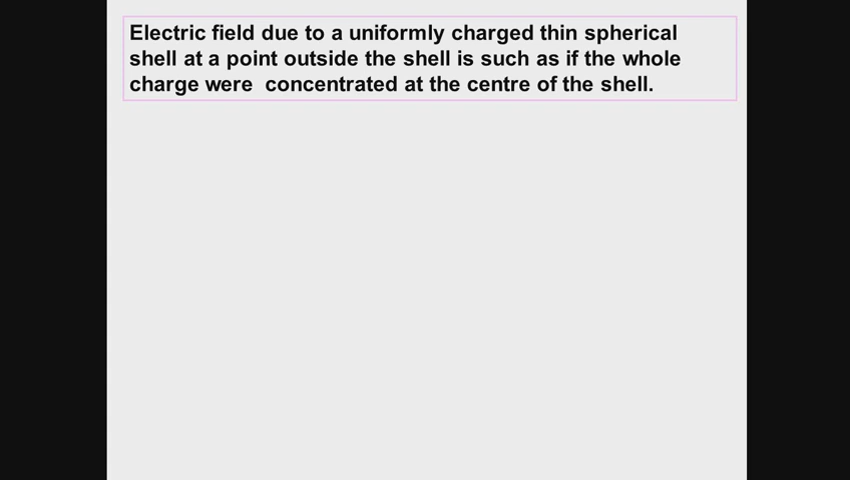 Electric field due to a uniformly charged thin spherical
shell at a point outside the shell is such as if the whole
charge were  concentrated at the centre of the shell.